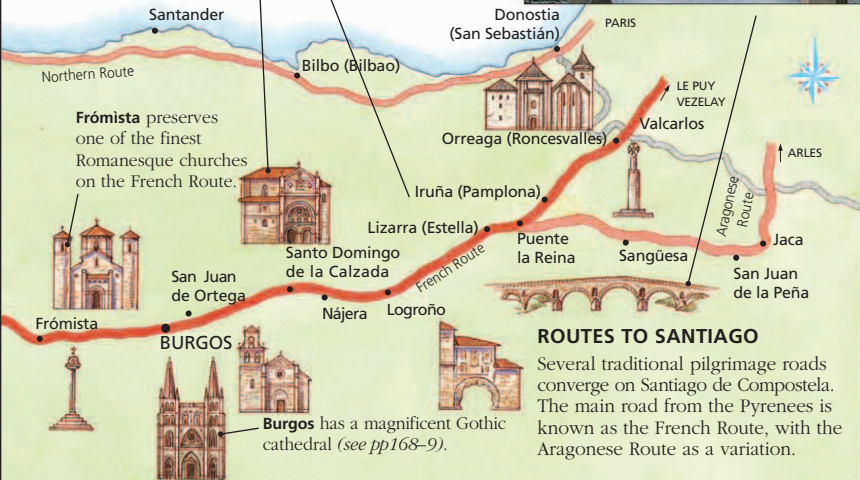 Santander
Donostia
(San Sebastián)
PARIS
Northern Route
Bilbo (Bilbao)
LE PUY
VEZELAY
Frómìsta preserves
one of the finest
Romanesque churches
on the French Route.
Orreaga (Roncesvalles)
Valcarlos
ARLES
Iruña (Pamplona)
Aragonese
Route
Lizarra (Estella)
Puente
la Reina
Sangüesa
Jaca
San Juan
de la Peña
French Route
Santo Domingo
de la Calzada
San Juan
de Ortega
Nájera
Logroño
Frómista
BURGOS
Burgos has a magnificent Gothic
cathedral (see pp168–9).
ROUTES TO SANTIAGO
Several traditional pilgrimage roads
converge on Santiago de Compostela.
The main road from the Pyrenees is
known as the French Route, with the
Aragonese Route as a variation.